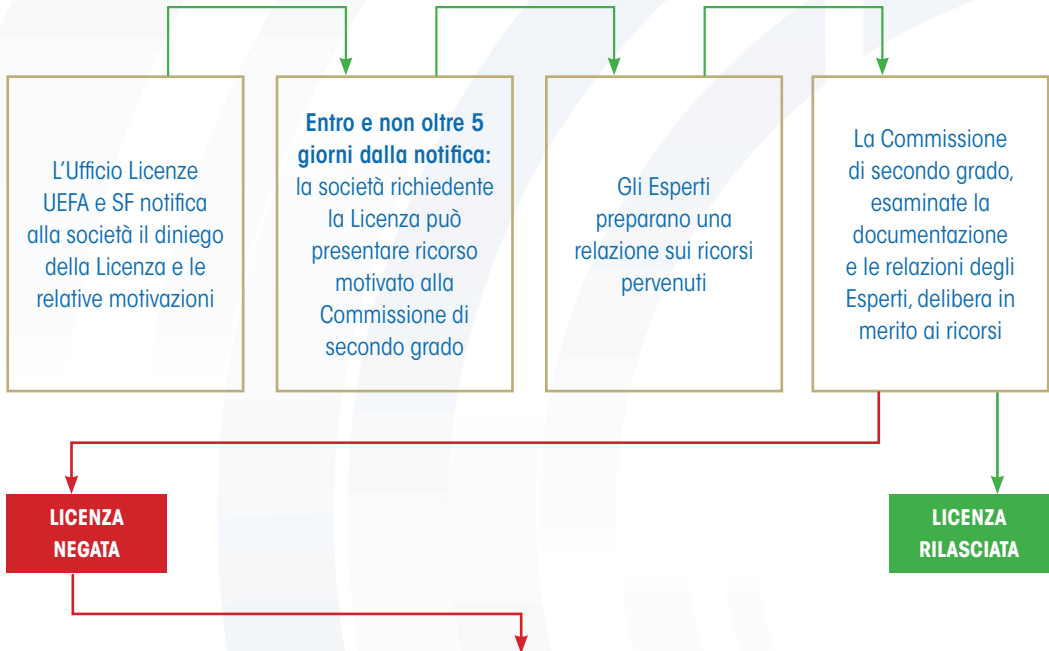 L’Ufficio Licenze
UEFA e SF notifica
alla società il diniego
della Licenza e le
relative motivazioni
Entro e non oltre 5
giorni dalla notifica:
la società richiedente
la Licenza può
presentare ricorso
motivato alla
Commissione di
secondo grado
Gli Esperti
preparano una
relazione sui ricorsi
pervenuti
La Commissione
di secondo grado,
esaminate la
documentazione
e le relazioni degli
Esperti, delibera in
merito ai ricorsi
LICENZA
NEGATA
LICENZA
RILASCIATA